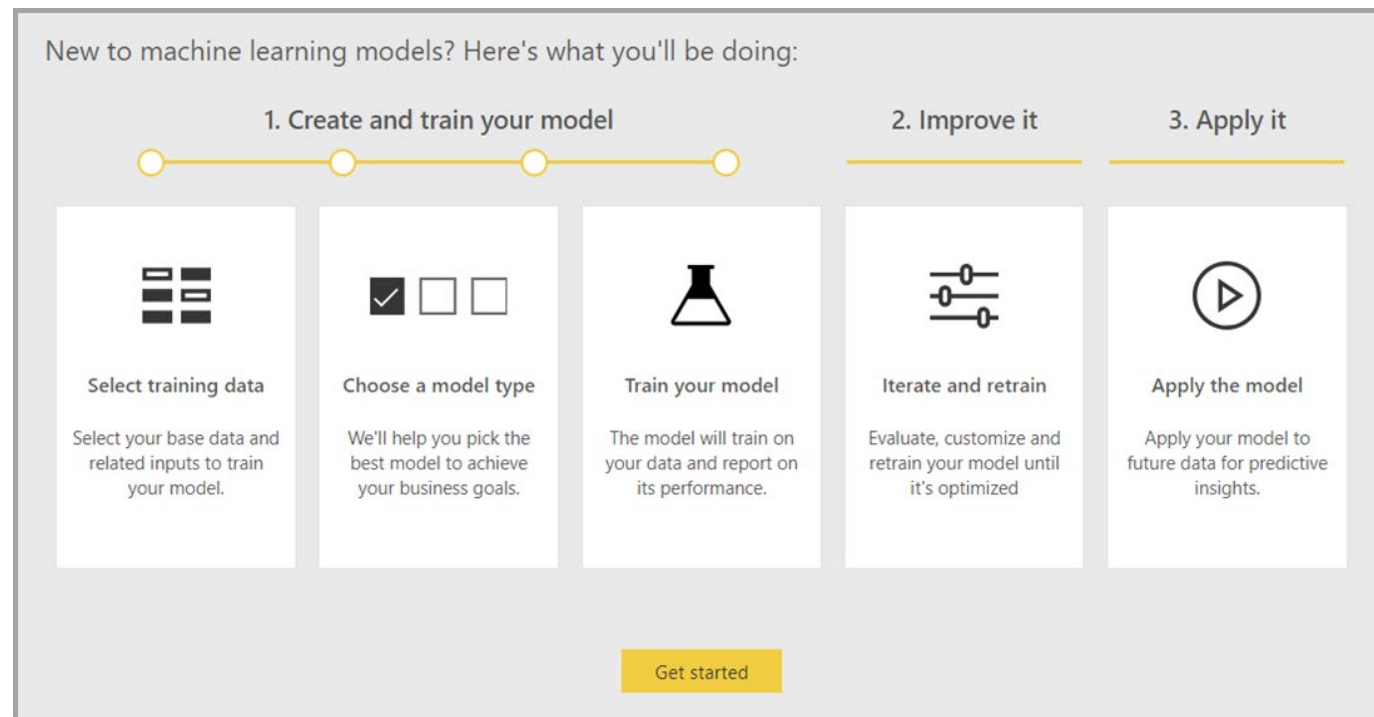 New to machine learning models? Here's what you'll be doing:
1. Create and train your model
2. Improve it
3. Apply it
Select training data
Select your base data and
related inputs to train
your model.
Choose a model type
We'll help you pick the
best model to achieve
your business goals.
Train your model
The model will train on
your data and report on
its performance.
Iterate and retrain
Evaluate, customize and
retrain your model until
it's optimized
Apply the model
Apply your model to
future data for predictive
insights.
Get started